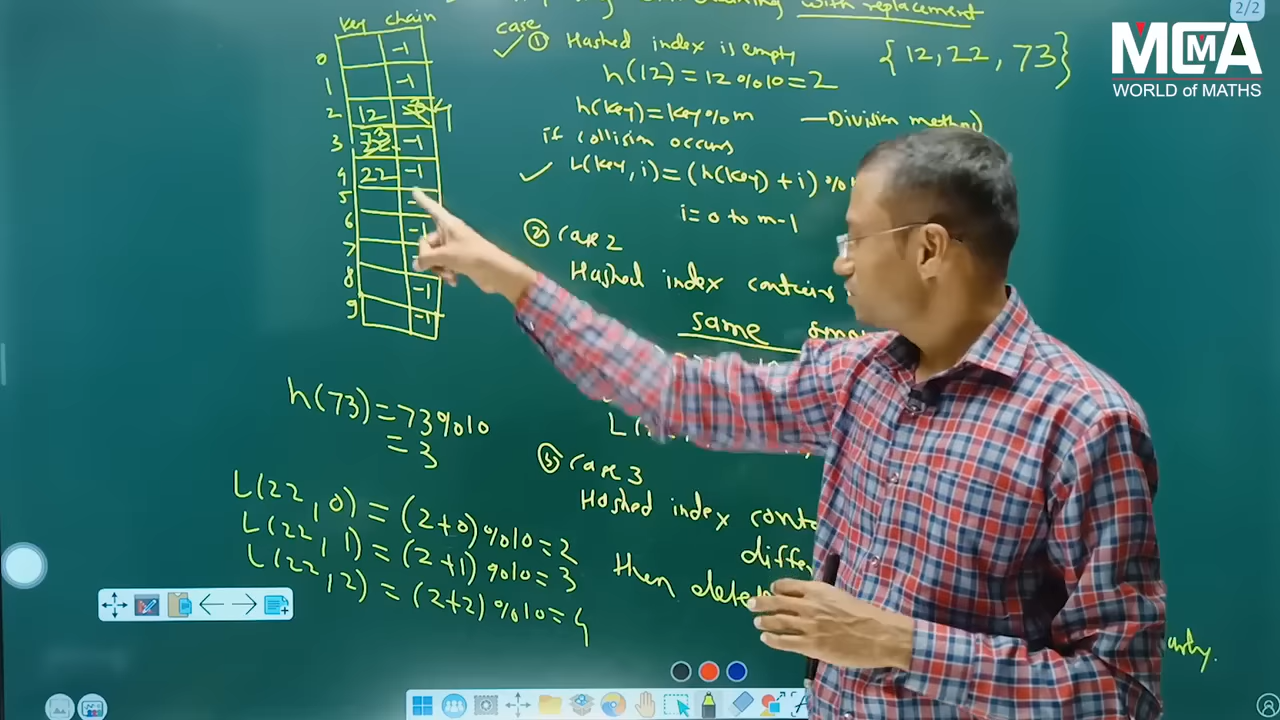 with replacement
2/2
MCMA
WORLD of MATHS
key chain
0 -1
1 -1
2 12 4
3 73 -1
4 22 -1
5
6 -1
7
8 -1
9 -1
case
① Hashed index is empty
{12, 22, 73}
h(12) = 12%10 = 2
h(key) = key%m — Division method
if collision occurs
L(key, i) = (h(key) + i) %
i = 0 to m-1
② case 2
Hashed index contains
same
L(
③ case 3
Hashed index cont
differ
then dete
h(73) = 73%10
= 3
L(22, 0) = (2+0)%10 = 2
L(22, 1) = (2+1)%10 = 3
L(22, 2) = (2+2)%10 = 4